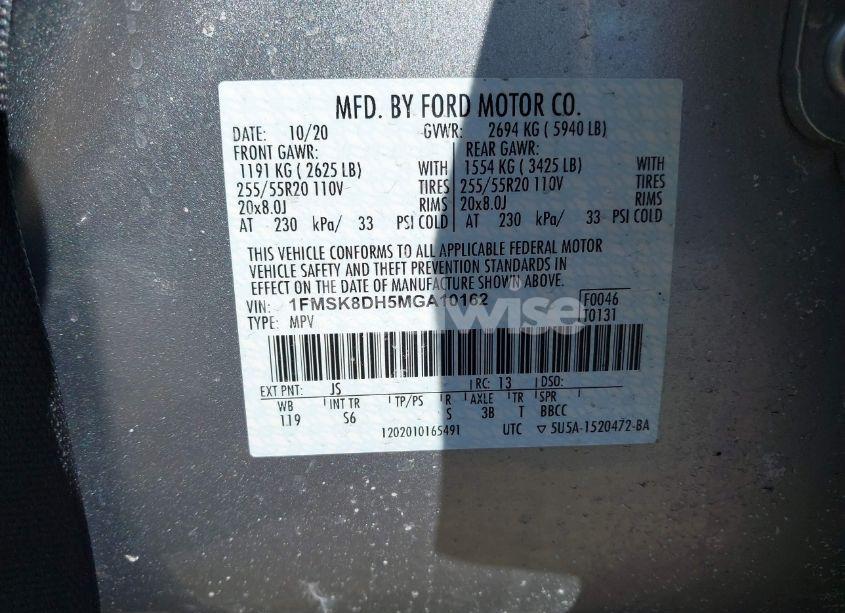 MFD. BY FORD MOTOR CO.
DATE: 10/20 GVWR: 2694 KG ( 5940 LB)
FRONT GAWR: REAR GAWR:
1191 KG ( 2625 LB) WITH 1554 KG ( 3425 LB) WITH
255/55R20 110V TIRES 255/55R20 110V TIRES
20x8.0J RIMS 20x8.0J RIMS
AT 230 kPa/ 33 PSI COLD AT 230 kPa/ 33 PSI COLD
THIS VEHICLE CONFORMS TO ALL APPLICABLE FEDERAL MOTOR
VEHICLE SAFETY AND THEFT PREVENTION STANDARDS IN
EFFECT ON THE DATE OF MANUFACTURE SHOWN ABOVE.
VIN: 1FMSK8DH5MGA10162 F0046
TYPE: MPV T0131
wise
EXT PNT: JS RC: 13 DSO:
WB INT TR TP/PS R AXLE TR SPR
119 S6 S 3B T BBCC
1202010165491 UTC ▽ 5U5A-1520472-BA